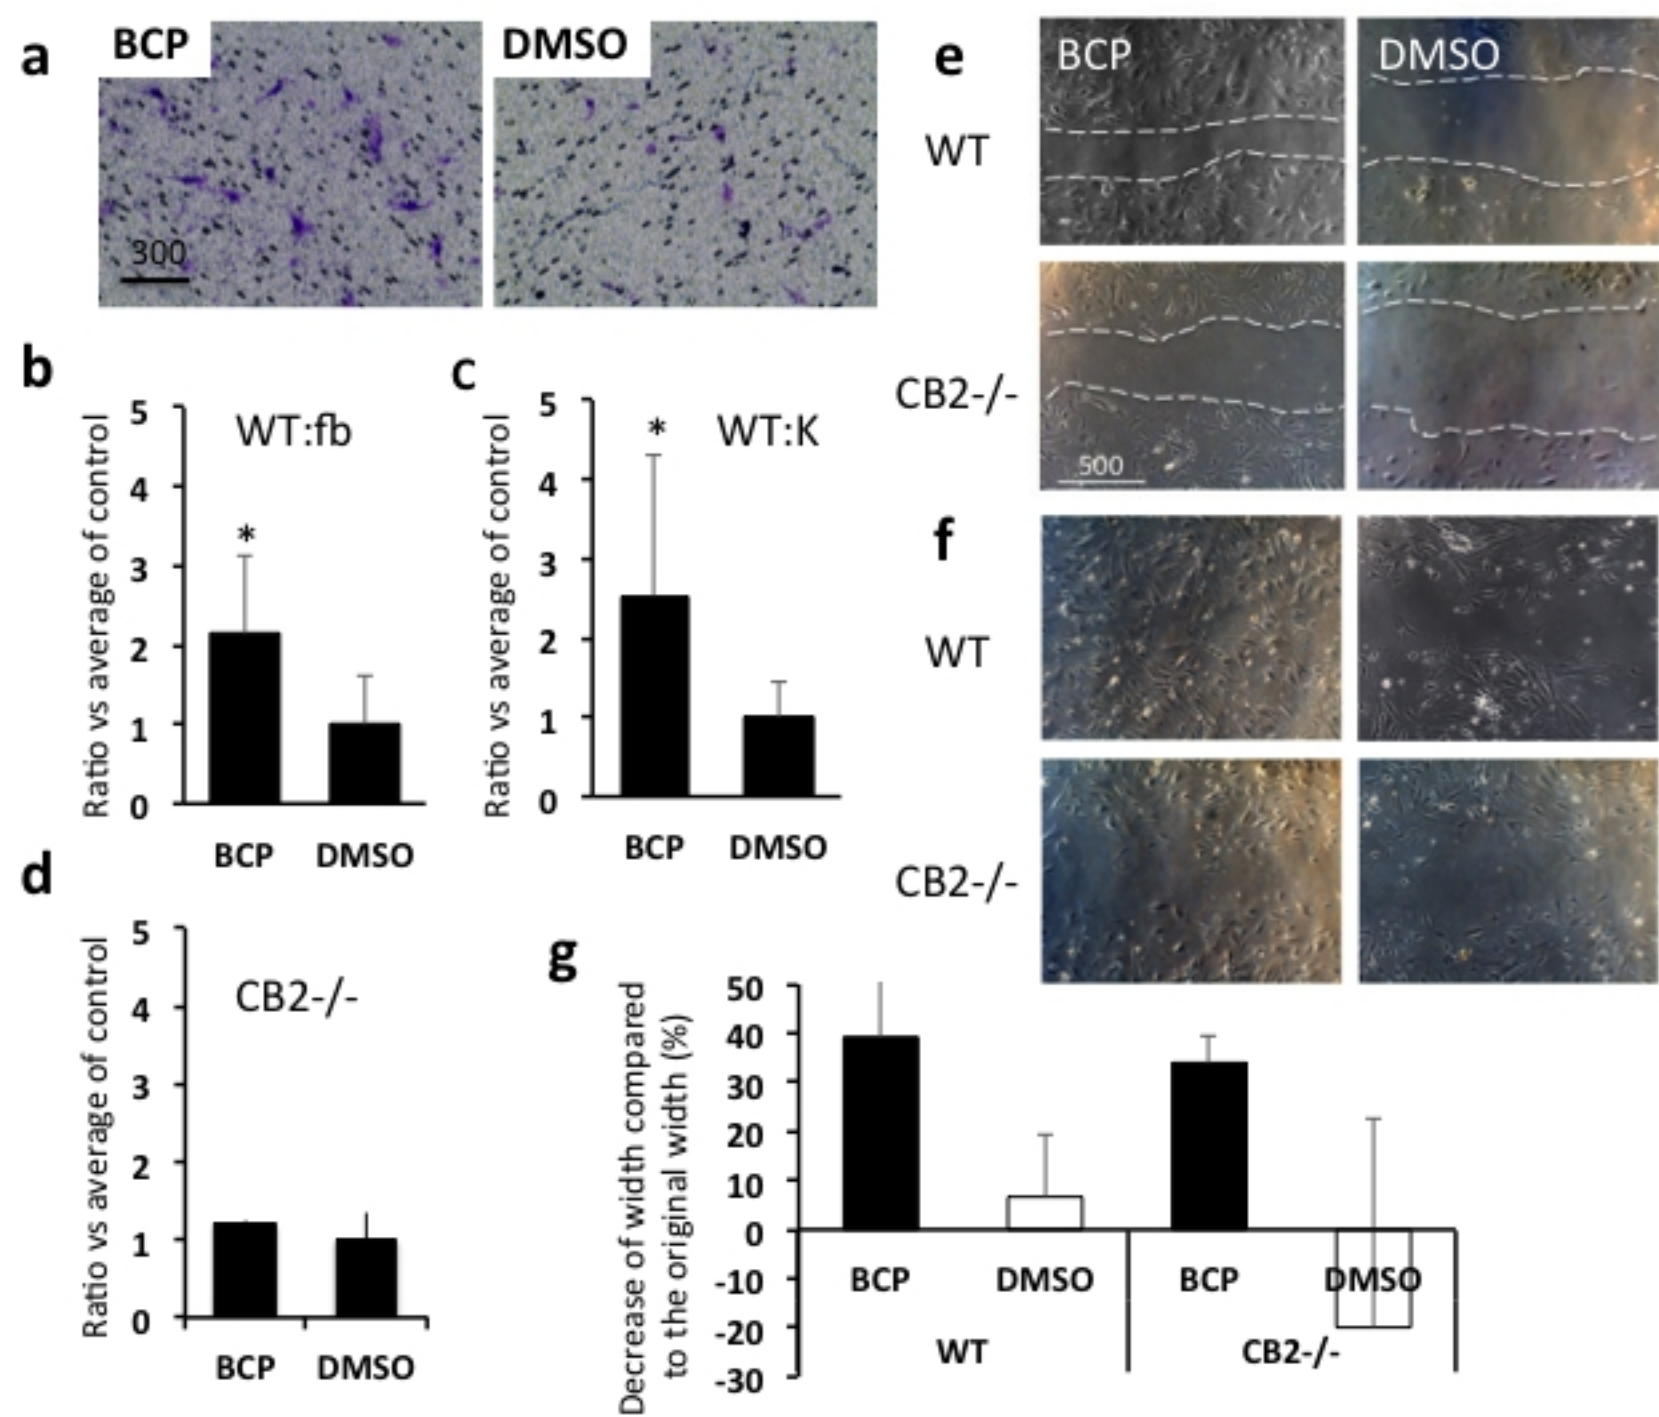 a
BCP
DMSO
300
b
5
4
3
2
1
0
Ratio vs average of control
WT:fb
*
BCP
DMSO
c
5
4
3
2
1
0
Ratio vs average of control
WT:K
*
BCP
DMSO
d
5
4
3
2
1
0
Ratio vs average of control
CB2-/-
BCP
DMSO
e
BCP
DMSO
WT
CB2-/-
500
f
WT
CB2-/-
g
Decrease of width compared
to the original width (%)
50
40
30
20
10
0
-10
-20
-30
BCP
DMSO
BCP
DMSO
WT
CB2-/-